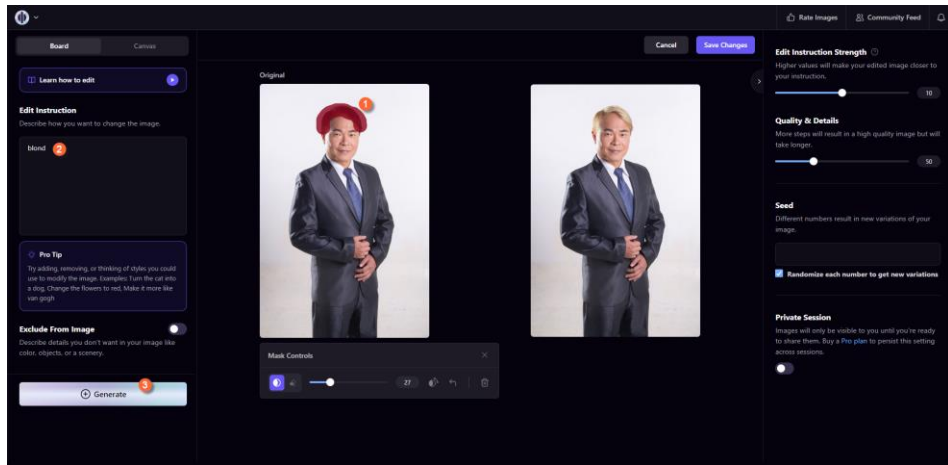 Rate Images
Community Feed
Board
Canvas
Cancel
Save Changes
Learn how to edit
Edit Instruction
Describe how you want to change the image.
blond
2
Pro Tip
Try adding, removing, or thinking of styles you could
use to modify the image. Examples: Turn the cat into
a dog, Change the flowers to red, Make it more like
van gogh
Exclude From Image
Describe details you don't want in your image like
color, objects, or a scenery.
3
Generate
Original
1
Mask Controls
27
Edit Instruction Strength
Higher values will make your edited image closer to
your instruction.
10
Quality & Details
More steps will result in a high quality image but will
take longer.
50
Seed
Different numbers result in new variations of your
image.
Randomize each number to get new variations
Private Session
Images will only be visible to you until you're ready
to share them. Buy a Pro plan to persist this setting
across sessions.